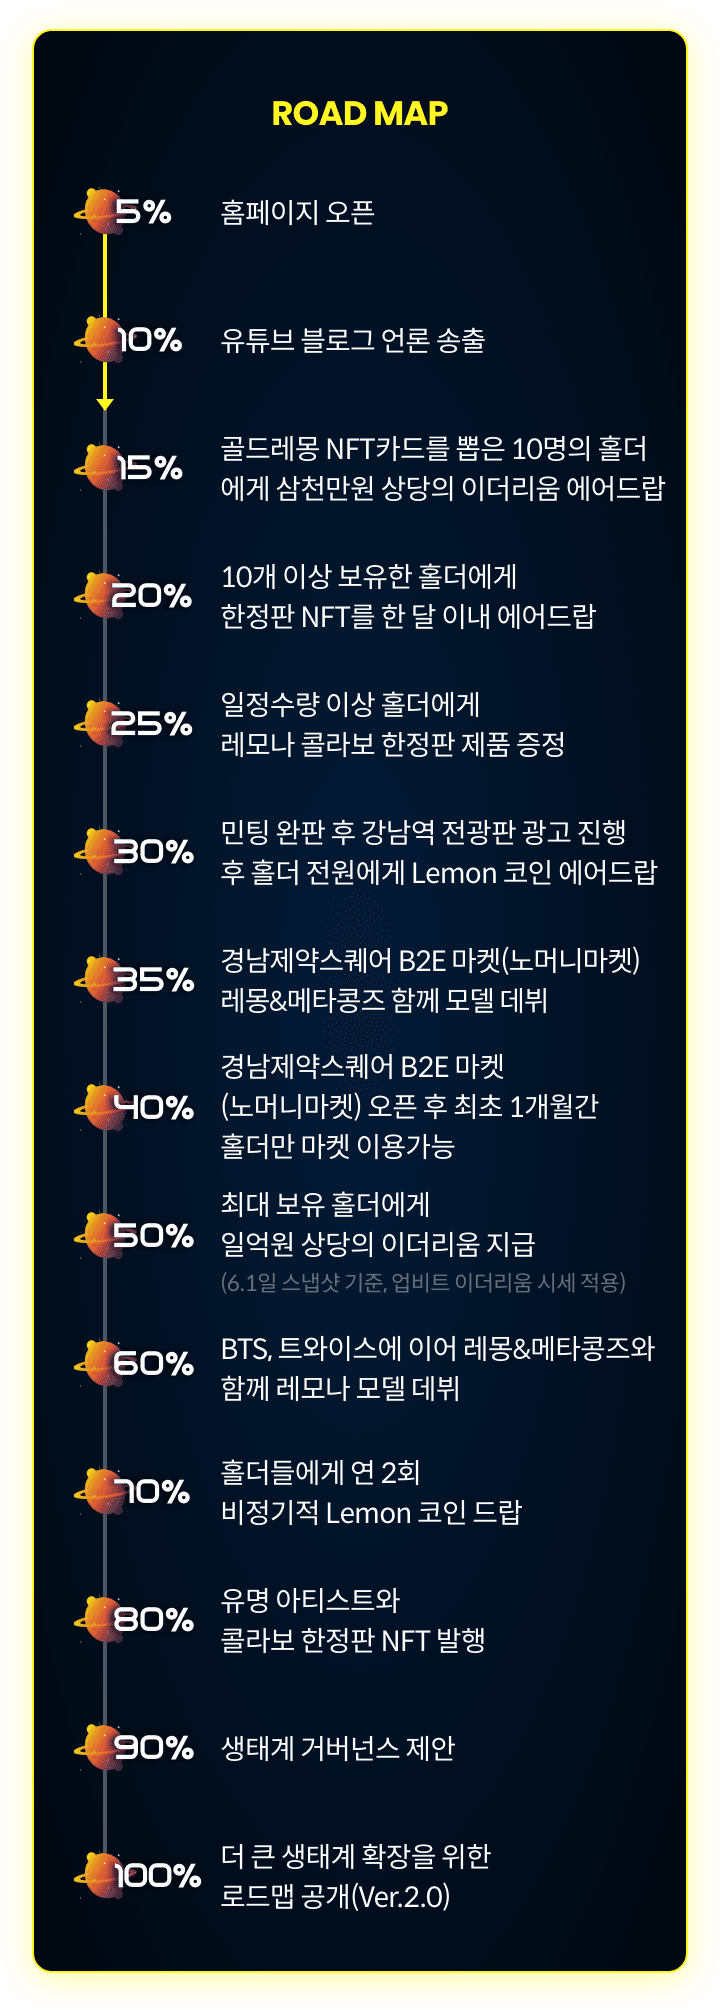 ROAD MAP
5%
홈페이지 오픈
10%
유튜브 블로그 언론 송출
15%
골드레몽 NFT카드를 뽑은 10명의 홀더
에게 삼천만원 상당의 이더리움 에어드랍
20%
10개 이상 보유한 홀더에게
한정판 NFT를 한 달 이내 에어드랍
25%
일정수량 이상 홀더에게
레모나 콜라보 한정판 제품 증정
30%
민팅 완판 후 강남역 전광판 광고 진행
후 홀더 전원에게 Lemon 코인 에어드랍
35%
경남제약스퀘어 B2E 마켓(노머니마켓)
레몽&메타콩즈 함께 모델 데뷔
40%
경남제약스퀘어 B2E 마켓
(노머니마켓) 오픈 후 최초 1개월간
홀더만 마켓 이용가능
50%
최대 보유 홀더에게
일억원 상당의 이더리움 지급
(6.1일 스냅샷 기준, 업비트 이더리움 시세 적용)
60%
BTS, 트와이스에 이어 레몽&메타콩즈와
함께 레모나 모델 데뷔
70%
홀더들에게 연 2회
비정기적 Lemon 코인 드랍
80%
유명 아티스트와
콜라보 한정판 NFT 발행
90%
생태계 거버넌스 제안
100%
더 큰 생태계 확장을 위한
로드맵 공개(Ver.2.0)